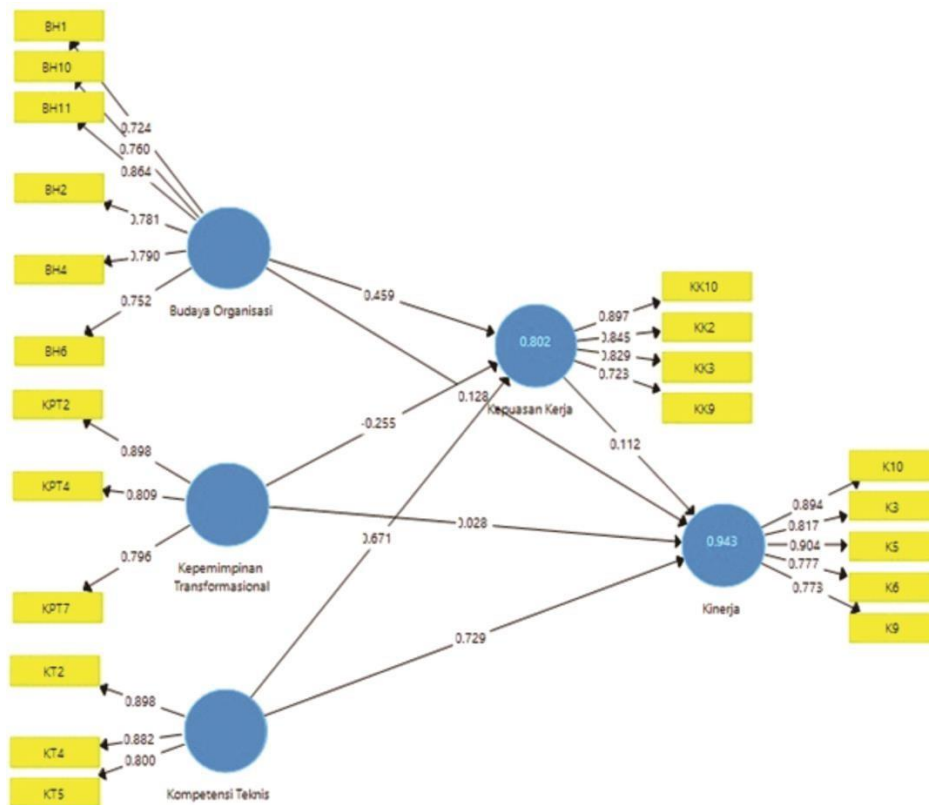 BH1
BH10
BH11
0.724
0.760
0.864
BH2
0.781
BH4
0.790
0.752
BH6
Budaya Organisasi
0.459
0.802
Kepuasan Kerja
KK10
0.897
KK2
0.845
0.829
KK3
0.723
KK9
KPT2
0.898
KPT4
0.809
0.796
KPT7
Kepemimpinan
Transformasional
-0.255
0.128
0.112
0.028
0.671
K10
0.894
K3
0.817
0.904
K5
0.943
0.777
K6
0.773
K9
Kinerja
0.729
KT2
0.898
KT4
0.882
0.800
KT5
Kompetensi Teknis